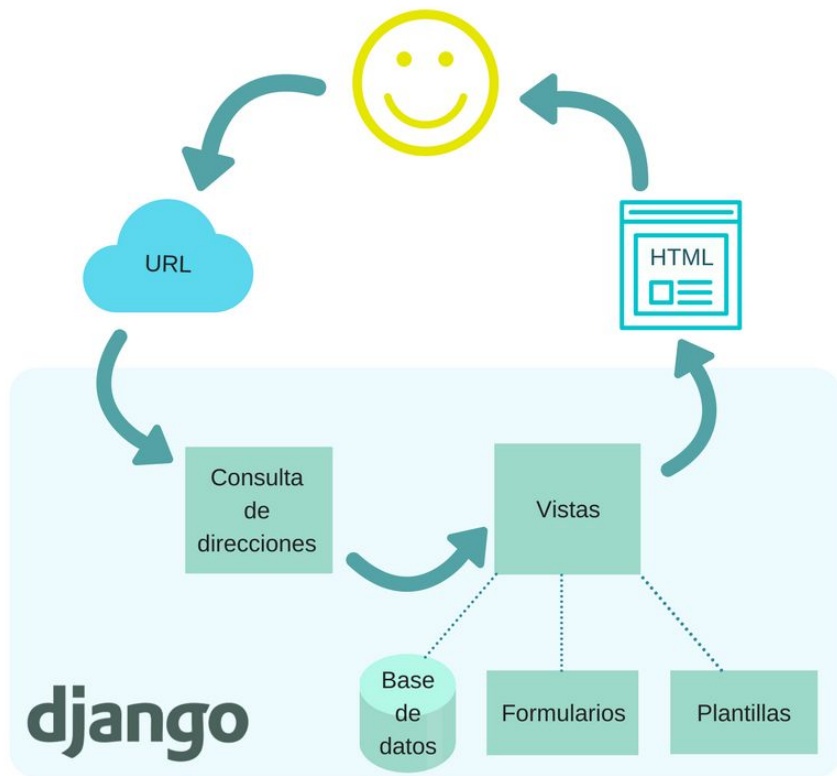 URL
HTML
Consulta
de
direcciones
Vistas
Base
de
datos
Formularios
Plantillas
django